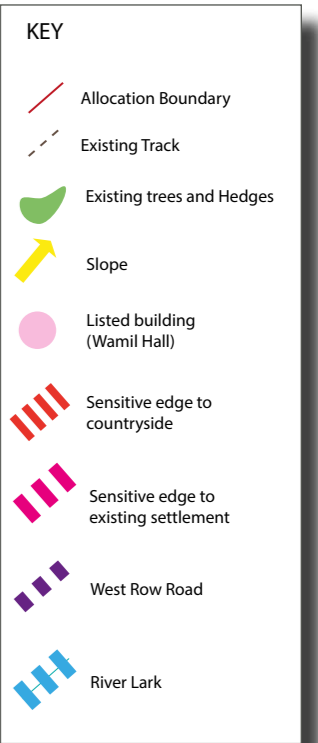 KEY
Allocation Boundary
Existing Track
Existing trees and Hedges
Slope
Listed building
(Wamil Hall)
Sensitive edge to
countryside
Sensitive edge to
existing settlement
West Row Road
River Lark